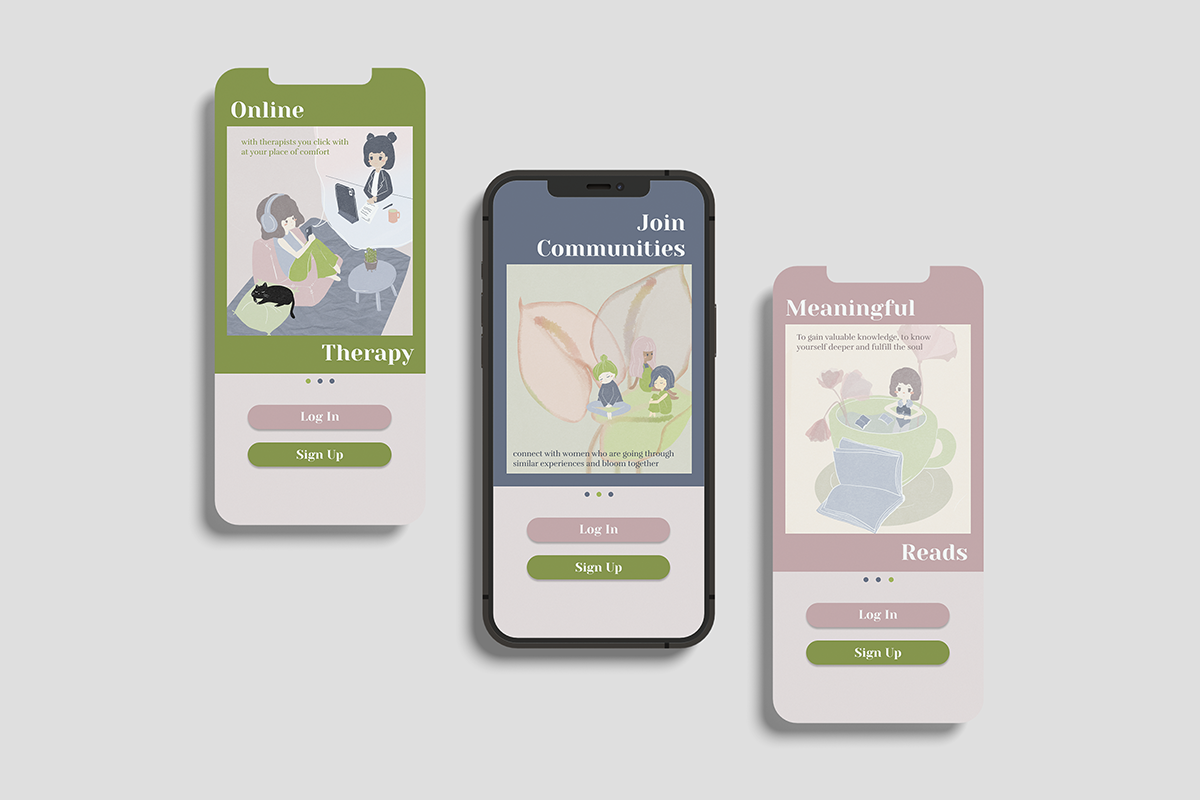 Online
with therapists you click with
at your place of comfort
Therapy
Log In
Sign Up
Join
Communities
connect with women who are going through
similar experiences and bloom together
Log In
Sign Up
Meaningful
To gain valuable knowledge, to know
yourself deeper and fulfill the soul
Reads
Log In
Sign Up